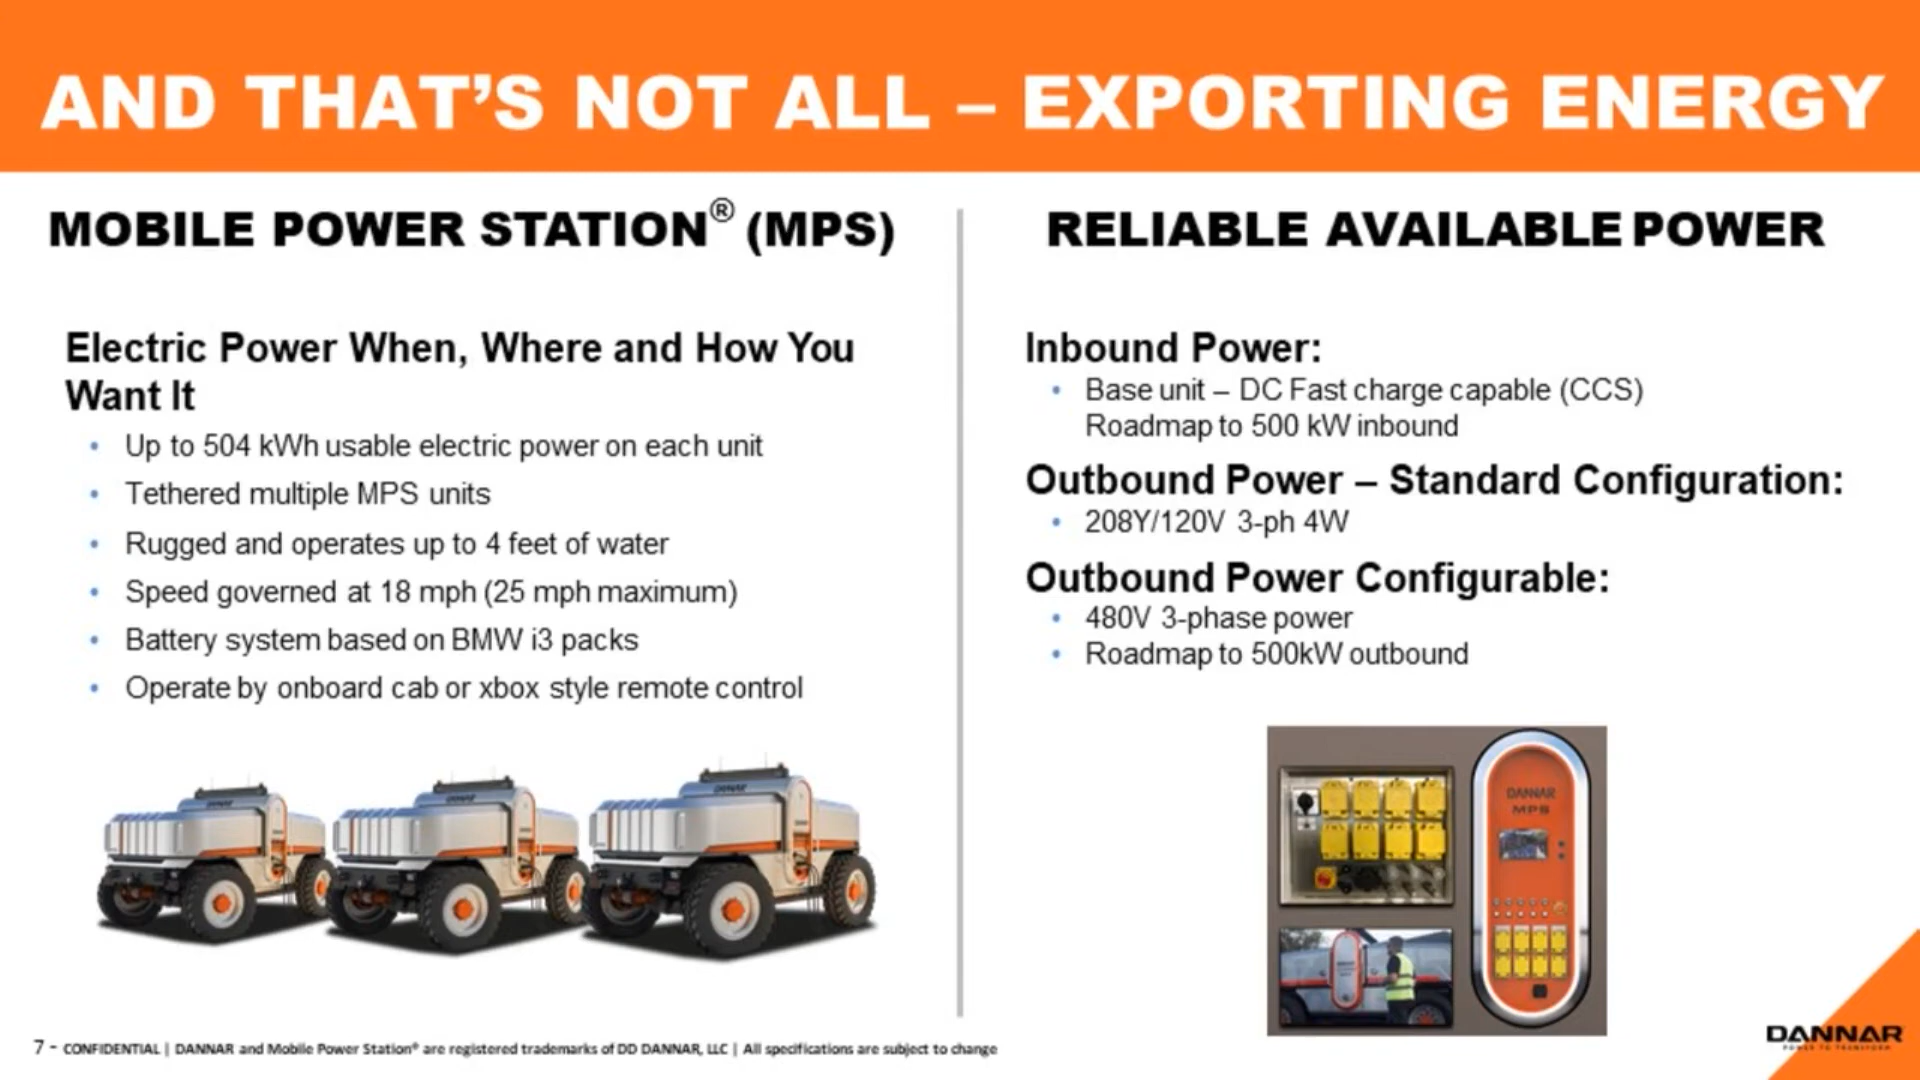 AND THAT'S NOT ALL – EXPORTING ENERGY
MOBILE POWER STATION® (MPS)
Electric Power When, Where and How You
Want It
• Up to 504 kWh usable electric power on each unit
• Tethered multiple MPS units
• Rugged and operates up to 4 feet of water
• Speed governed at 18 mph (25 mph maximum)
• Battery system based on BMW i3 packs
• Operate by onboard cab or xbox style remote control
DANNAR
DANNAR
DANNAR
RELIABLE AVAILABLE POWER
Inbound Power:
• Base unit – DC Fast charge capable (CCS)
Roadmap to 500 kW inbound
Outbound Power – Standard Configuration:
• 208Y/120V 3-ph 4W
Outbound Power Configurable:
• 480V 3-phase power
• Roadmap to 500kW outbound
DANNAR
MPS
7 - CONFIDENTIAL | DANNAR and Mobile Power Station® are registered trademarks of DD DANNAR, LLC | All specifications are subject to change
DANNAR
POWER TO TRANSFORM